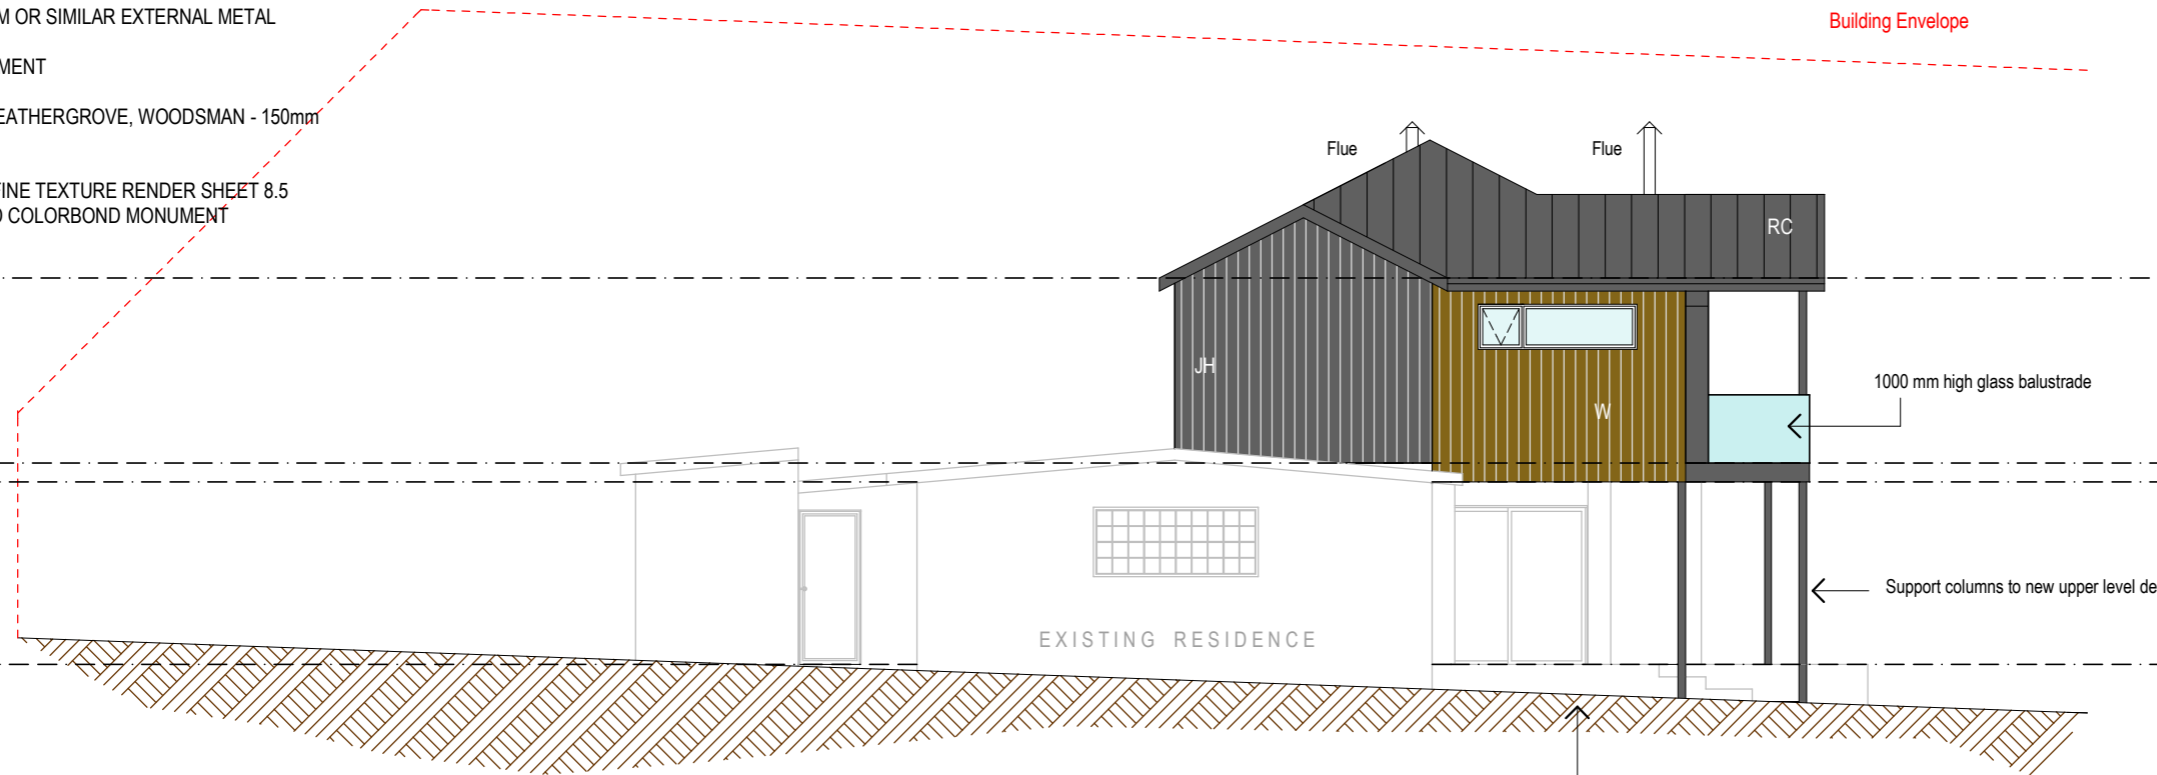 M OR SIMILAR EXTERNAL METAL
MENT
EATHERGROVE, WOODSMAN - 150mm
FINE TEXTURE RENDER SHEET 8.5
O COLORBOND MONUMENT
Building Envelope
Flue
Flue
RC
JH
W
1000 mm high glass balustrade
Support columns to new upper level de
EXISTING RESIDENCE